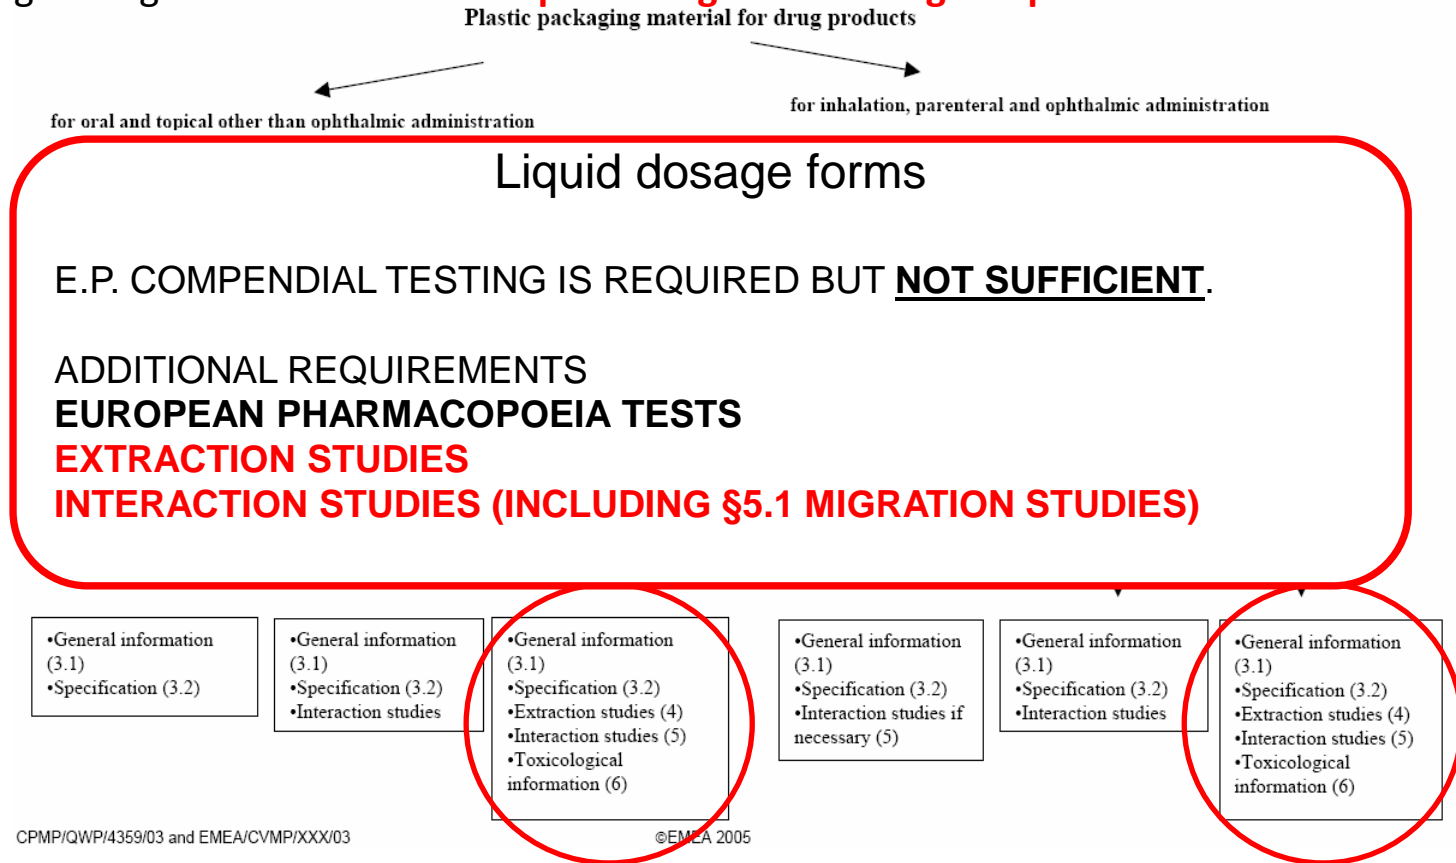 Plastic packaging material for drug products
for oral and topical other than ophthalmic administration
for inhalation, parenteral and ophthalmic administration
Liquid dosage forms
E.P. COMPENDIAL TESTING IS REQUIRED BUT NOT SUFFICIENT.
ADDITIONAL REQUIREMENTS
EUROPEAN PHARMACOPOEIA TESTS
EXTRACTION STUDIES
INTERACTION STUDIES (INCLUDING §5.1 MIGRATION STUDIES)
•General information
(3.1)
•Specification (3.2)
•General information
(3.1)
•Specification (3.2)
•Interaction studies
•General information
(3.1)
•Specification (3.2)
•Extraction studies (4)
•Interaction studies (5)
•Toxicological
information (6)
•General information
(3.1)
•Specification (3.2)
•Interaction studies if
necessary (5)
•General information
(3.1)
•Specification (3.2)
•Interaction studies
•General information
(3.1)
•Specification (3.2)
•Extraction studies (4)
•Interaction studies (5)
•Toxicological
information (6)
CPMP/QWP/4359/03 and EMEA/CVMP/XXX/03
©EMEA 2005